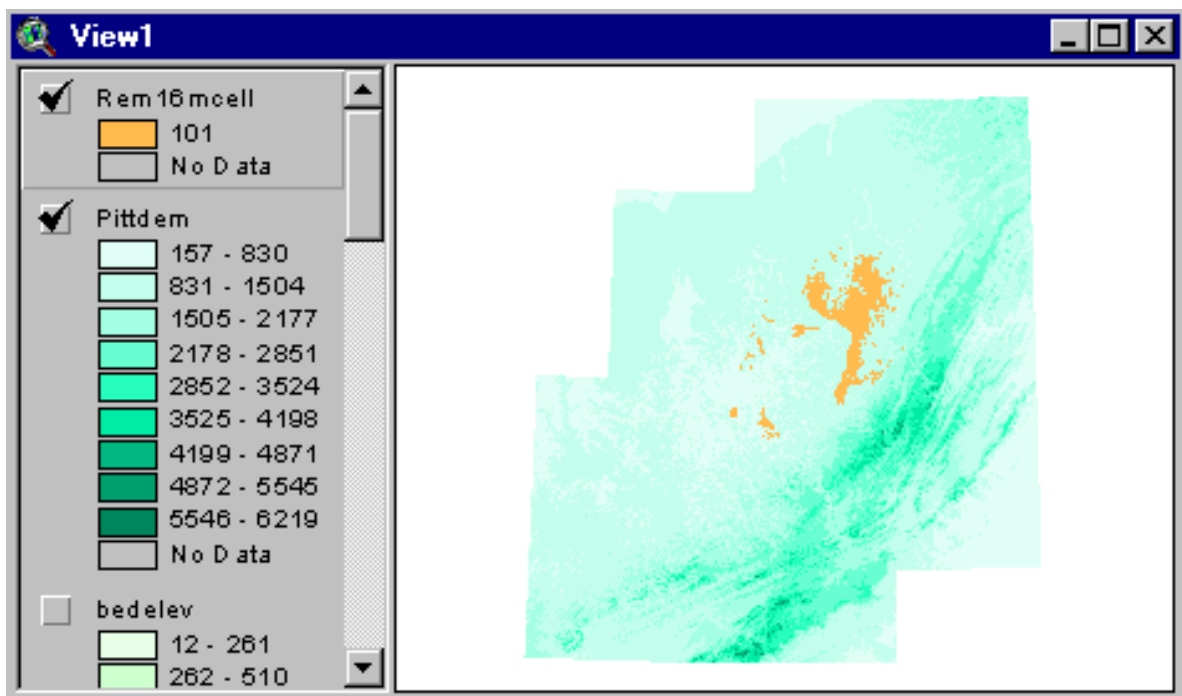 View1
Rem16mcell
101
No Data
Pittdem
157 - 830
831 - 1504
1505 - 2177
2178 - 2851
2852 - 3524
3525 - 4198
4199 - 4871
4872 - 5545
5546 - 6219
No Data
bedelev
12 - 261
262 - 510